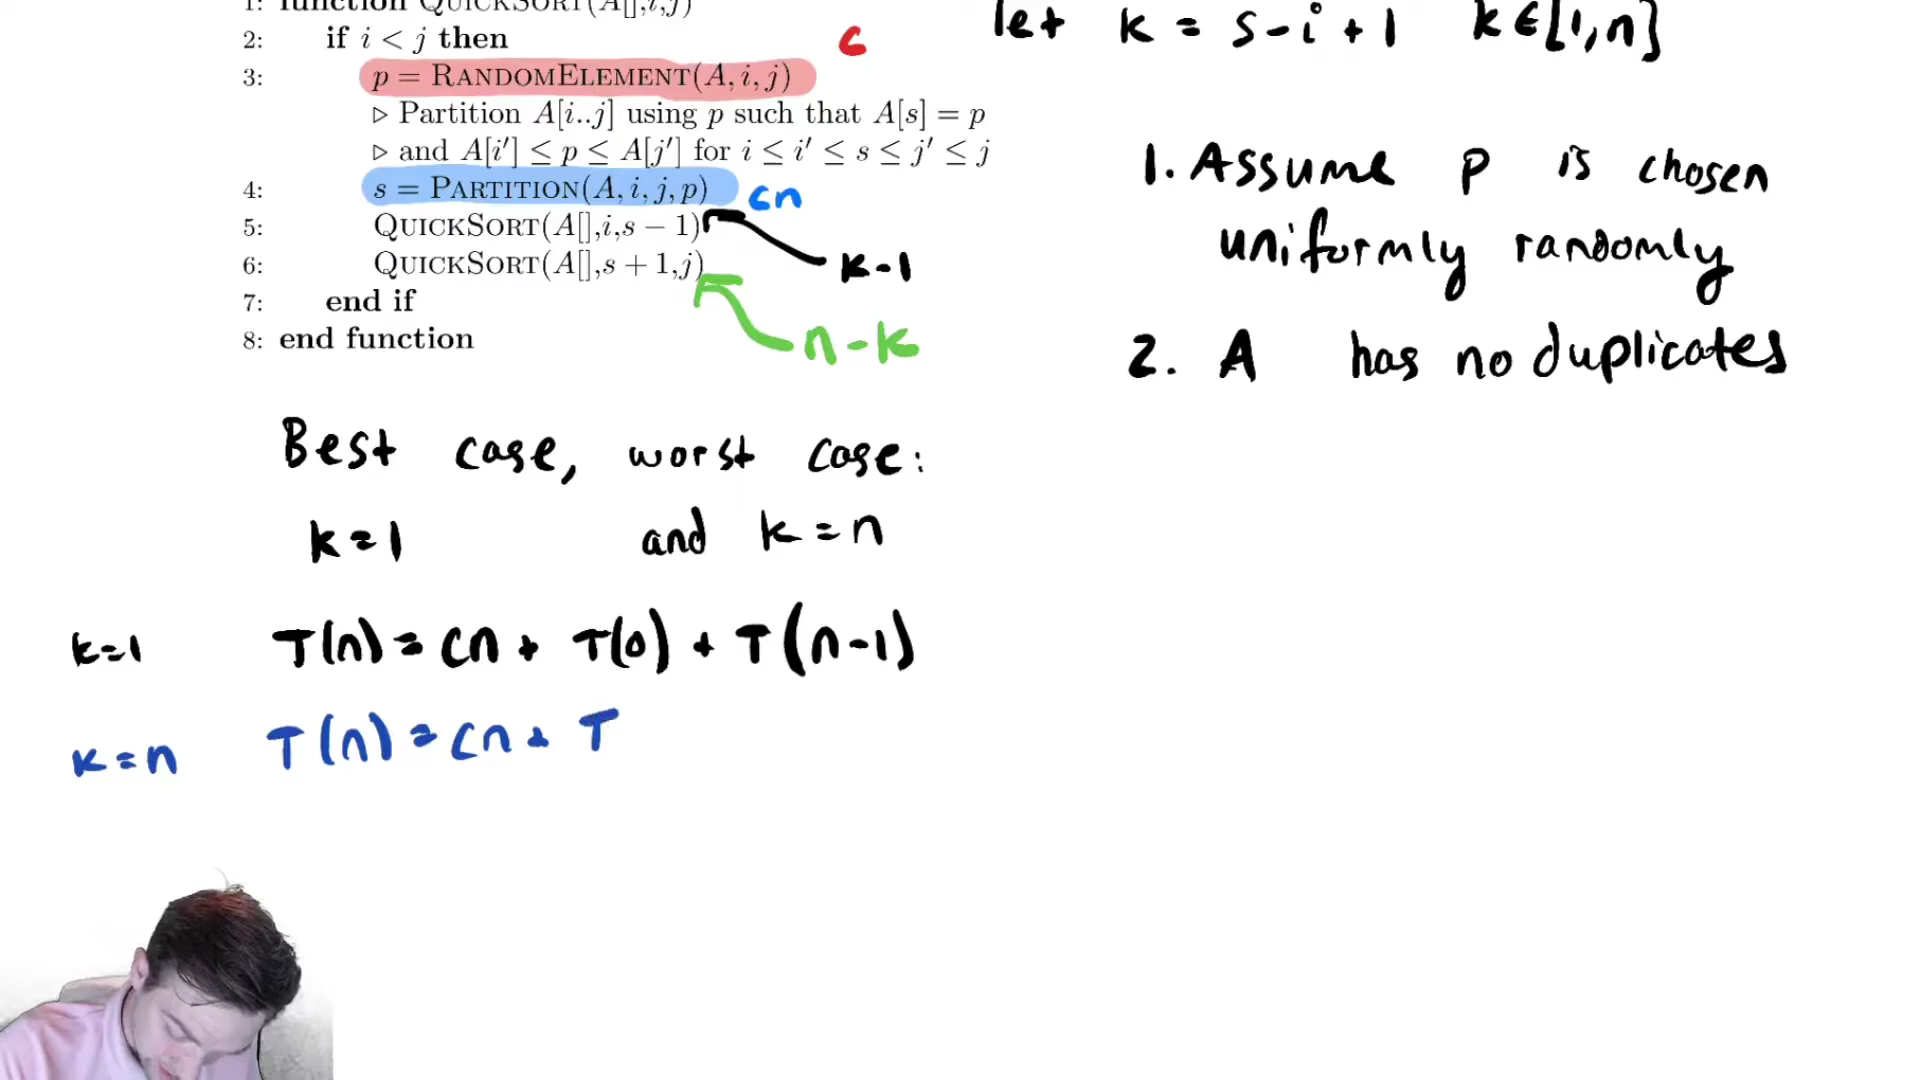 1: function QUICKSORT(A[],i,j)
2: if i < j then
3: p = RANDOMELEMENT(A, i, j)
▷ Partition A[i..j] using p such that A[s] = p
▷ and A[i′] ≤ p ≤ A[j′] for i ≤ i′ ≤ s ≤ j′ ≤ j
4: s = PARTITION(A, i, j, p)
5: QUICKSORT(A[],i,s − 1)
6: QUICKSORT(A[],s + 1,j)
7: end if
8: end function
c
cn
k-1
n-k
let k = s-i+1 k∈[1,n]
1. Assume p is chosen
uniformly randomly
2. A has no duplicates
Best case, worst case:
k=1 and k=n
k=1 T(n)= cn + T(0) + T(n-1)
k=n T(n)= cn + T